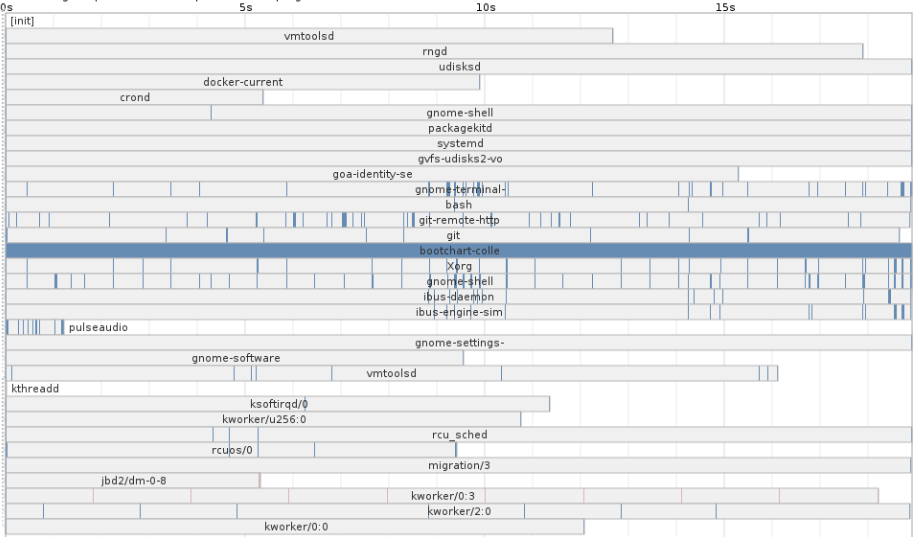 0s 5s 10s 15s
[init]
vmtoolsd
rngd
udisksd
docker-current
crond
gnome-shell
packagekitd
systemd
gvfs-udisks2-vo
goa-identity-se
gnome-terminal-
bash
git-remote-http
git
bootchart-colle
Xorg
gnome-shell
ibus-daemon
ibus-engine-sim
pulseaudio
gnome-settings-
gnome-software
vmtoolsd
kthreadd
ksoftirqd/0
kworker/u256:0
rcu_sched
rcuos/0
migration/3
jbd2/dm-0-8
kworker/0:3
kworker/2:0
kworker/0:0